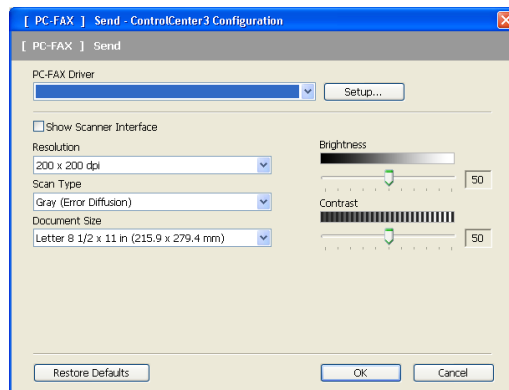 [ PC-FAX ] Send - ControlCenter3 Configuration
[ PC-FAX ] Send
PC-FAX Driver
Setup...
Show Scanner Interface
Resolution
200 x 200 dpi
Scan Type
Gray (Error Diffusion)
Document Size
Letter 8 1/2 x 11 in (215.9 x 279.4 mm)
Brightness
50
Contrast
50
Restore Defaults
OK
Cancel